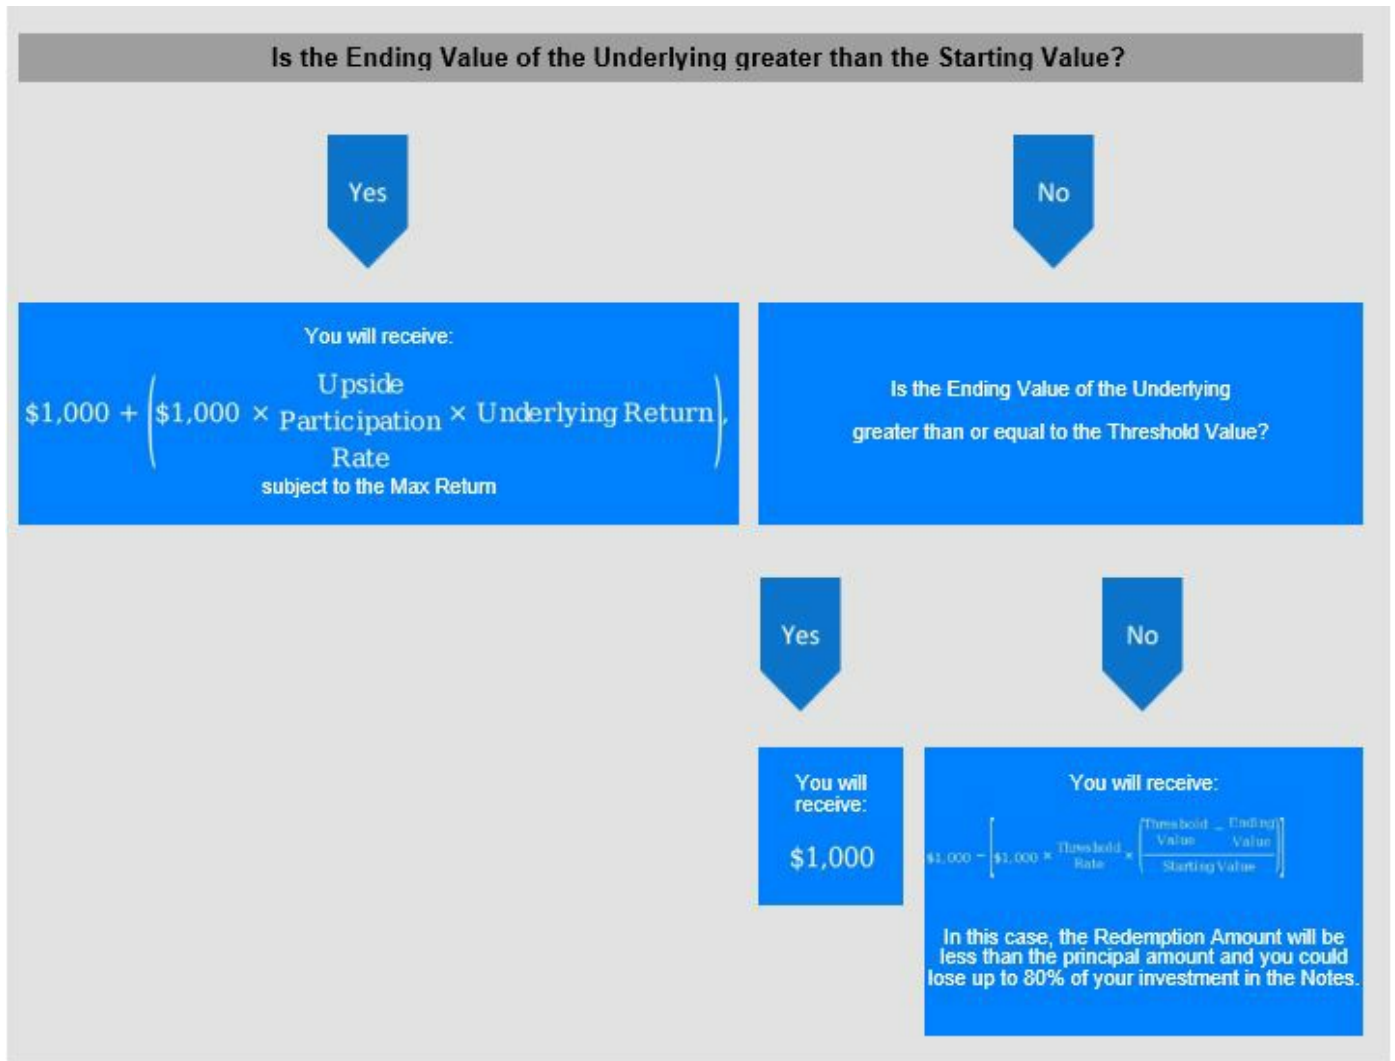 Is the Ending Value of the Underlying greater than the Starting Value?
Yes
No
You will receive:
$1,000 + ($1,000 × Upside Participation Rate × Underlying Return),
subject to the Max Return
Is the Ending Value of the Underlying
greater than or equal to the Threshold Value?
Yes
No
You will
receive:
$1,000
You will receive:
$1,000 − [$1,000 × Threshold Rate × ((Threshold Value − Ending Value) / Starting Value)]
In this case, the Redemption Amount will be
less than the principal amount and you could
lose up to 80% of your investment in the Notes.